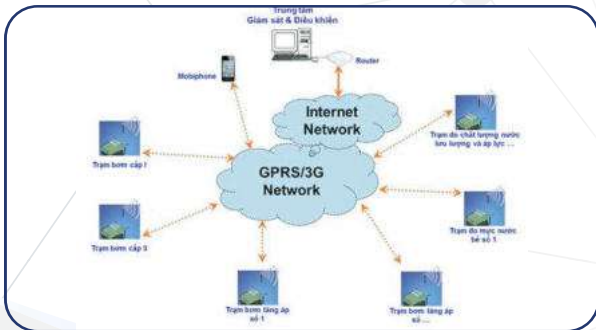 Trung tâm
Giám sát & Điều khiển
Router
Mobiphone
Internet
Network
Trạm bơm cấp I
Trạm đo chất lượng nước
lưu lượng và áp lực ...
GPRS/3G
Network
Trạm bơm cấp II
Trạm đo mực nước
bể số 1
Trạm bơm tăng áp
số 1
Trạm bơm tăng áp
số ...